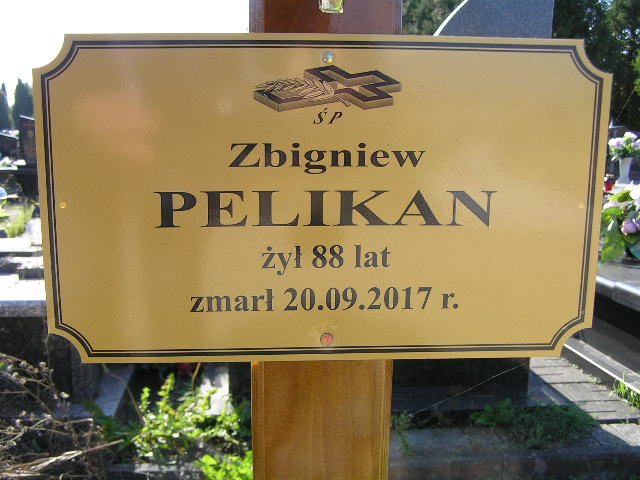 ŚP
Zbigniew
PELIKAN
żył 88 lat
zmarł 20.09.2017 r.